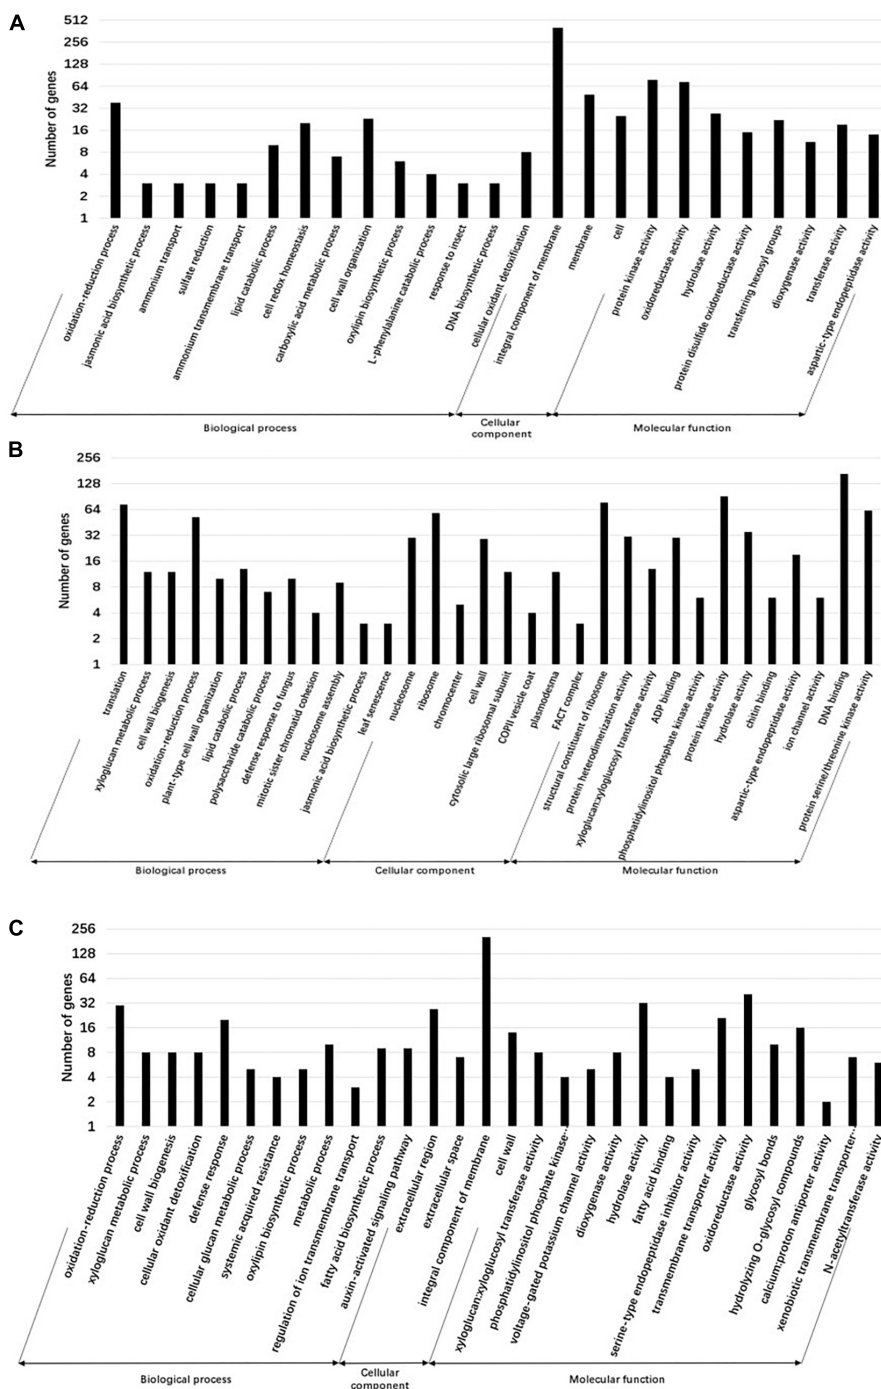 A
Number of genes
512
256
128
64
32
16
8
4
2
1
oxidation-reduction process
jasmonic acid biosynthetic process
ammonium transport
sulfate reduction
ammonium transmembrane transport
lipid catabolic process
cell redox homeostasis
carboxylic acid metabolic process
cell wall organization
oxylipin biosynthetic process
L-phenylalanine catabolic process
response to insect
DNA biosynthetic process
cellular oxidant detoxification
integral component of membrane
membrane
cell
protein kinase activity
oxidoreductase activity
hydrolase activity
protein disulfide oxidoreductase activity
transferring hexosyl groups
dioxygenase activity
transferase activity
aspartic-type endopeptidase activity
Biological process
Cellular
component
Molecular function
B
Number of genes
256
128
64
32
16
8
4
2
1
translation
xyloglucan metabolic process
cell wall biogenesis
oxidation-reduction process
plant-type cell wall organization
lipid catabolic process
polysaccharide catabolic process
defense response to fungus
mitotic sister chromatid cohesion
nucleosome assembly
jasmonic acid biosynthetic process
leaf senescence
nucleosome
ribosome
chromocenter
cell wall
cytosolic large ribosomal subunit
COPII vesicle coat
plasmodesma
FACT complex
structural constituent of ribosome
protein heterodimerization activity
xyloglucan:xyloglucosyl transferase activity
ADP binding
phosphatidylinositol phosphate kinase activity
protein kinase activity
hydrolase activity
chitin binding
aspartic-type endopeptidase activity
ion channel activity
DNA binding
protein serine/threonine kinase activity
Biological process
Cellular component
Molecular function
C
Number of genes
256
128
64
32
16
8
4
2
1
oxidation-reduction process
xyloglucan metabolic process
cell wall biogenesis
cellular oxidant detoxification
defense response
cellular glucan metabolic process
systemic acquired resistance
oxylipin biosynthetic process
metabolic process
regulation of ion transmembrane transport
fatty acid biosynthetic process
auxin-activated signaling pathway
extracellular region
extracellular space
integral component of membrane
cell wall
xyloglucan:xyloglucosyl transferase activity
phosphatidylinositol phosphate kinase...
voltage-gated potassium channel activity
dioxygenase activity
hydrolase activity
fatty acid binding
serine-type endopeptidase inhibitor activity
transmembrane transporter activity
oxidoreductase activity
glycosyl bonds
hydrolyzing O-glycosyl compounds
calcium:proton antiporter activity
xenobiotic transmembrane transporter...
N-acetyltransferase activity
Biological process
Cellular
component
Molecular function